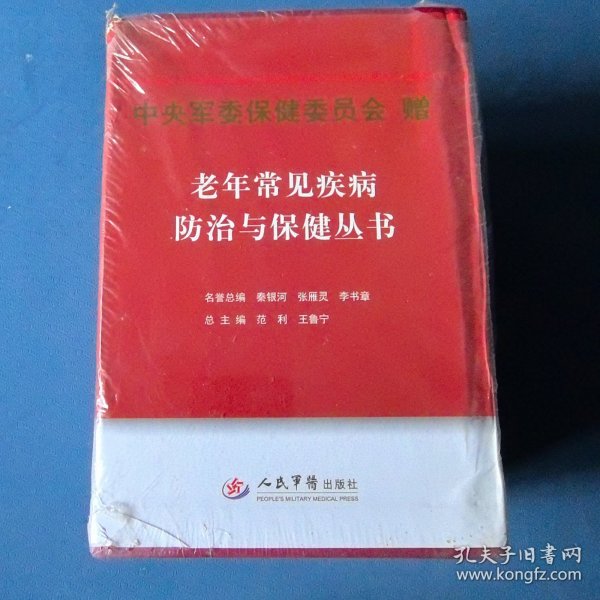 中央军委保健委员会 赠
老年常见疾病
防治与保健丛书
名誉总编 秦银河 张雁灵 李书章
总主编 范利 王鲁宁
人民军醫出版社
PEOPLE'S MILITARY MEDICAL PRESS
孔夫子旧书网
www.kongfz.com